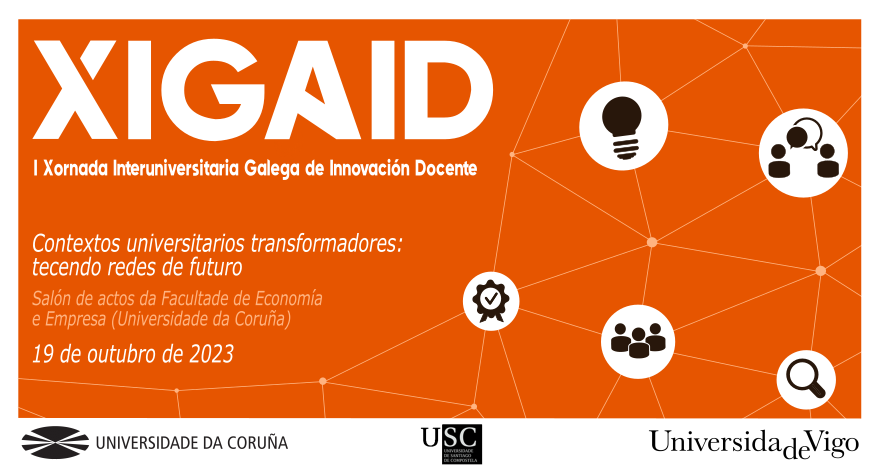 XIGAID
I Xornada Interuniversitaria Galega de Innovación Docente
Contextos universitarios transformadores:
tecendo redes de futuro
Salón de actos da Facultade de Economía
e Empresa (Universidade da Coruña)
19 de outubro de 2023
UNIVERSIDADE DA CORUÑA
USC
UNIVERSIDADE
DE SANTIAGO
DE COMPOSTELA
UniversidadeVigo